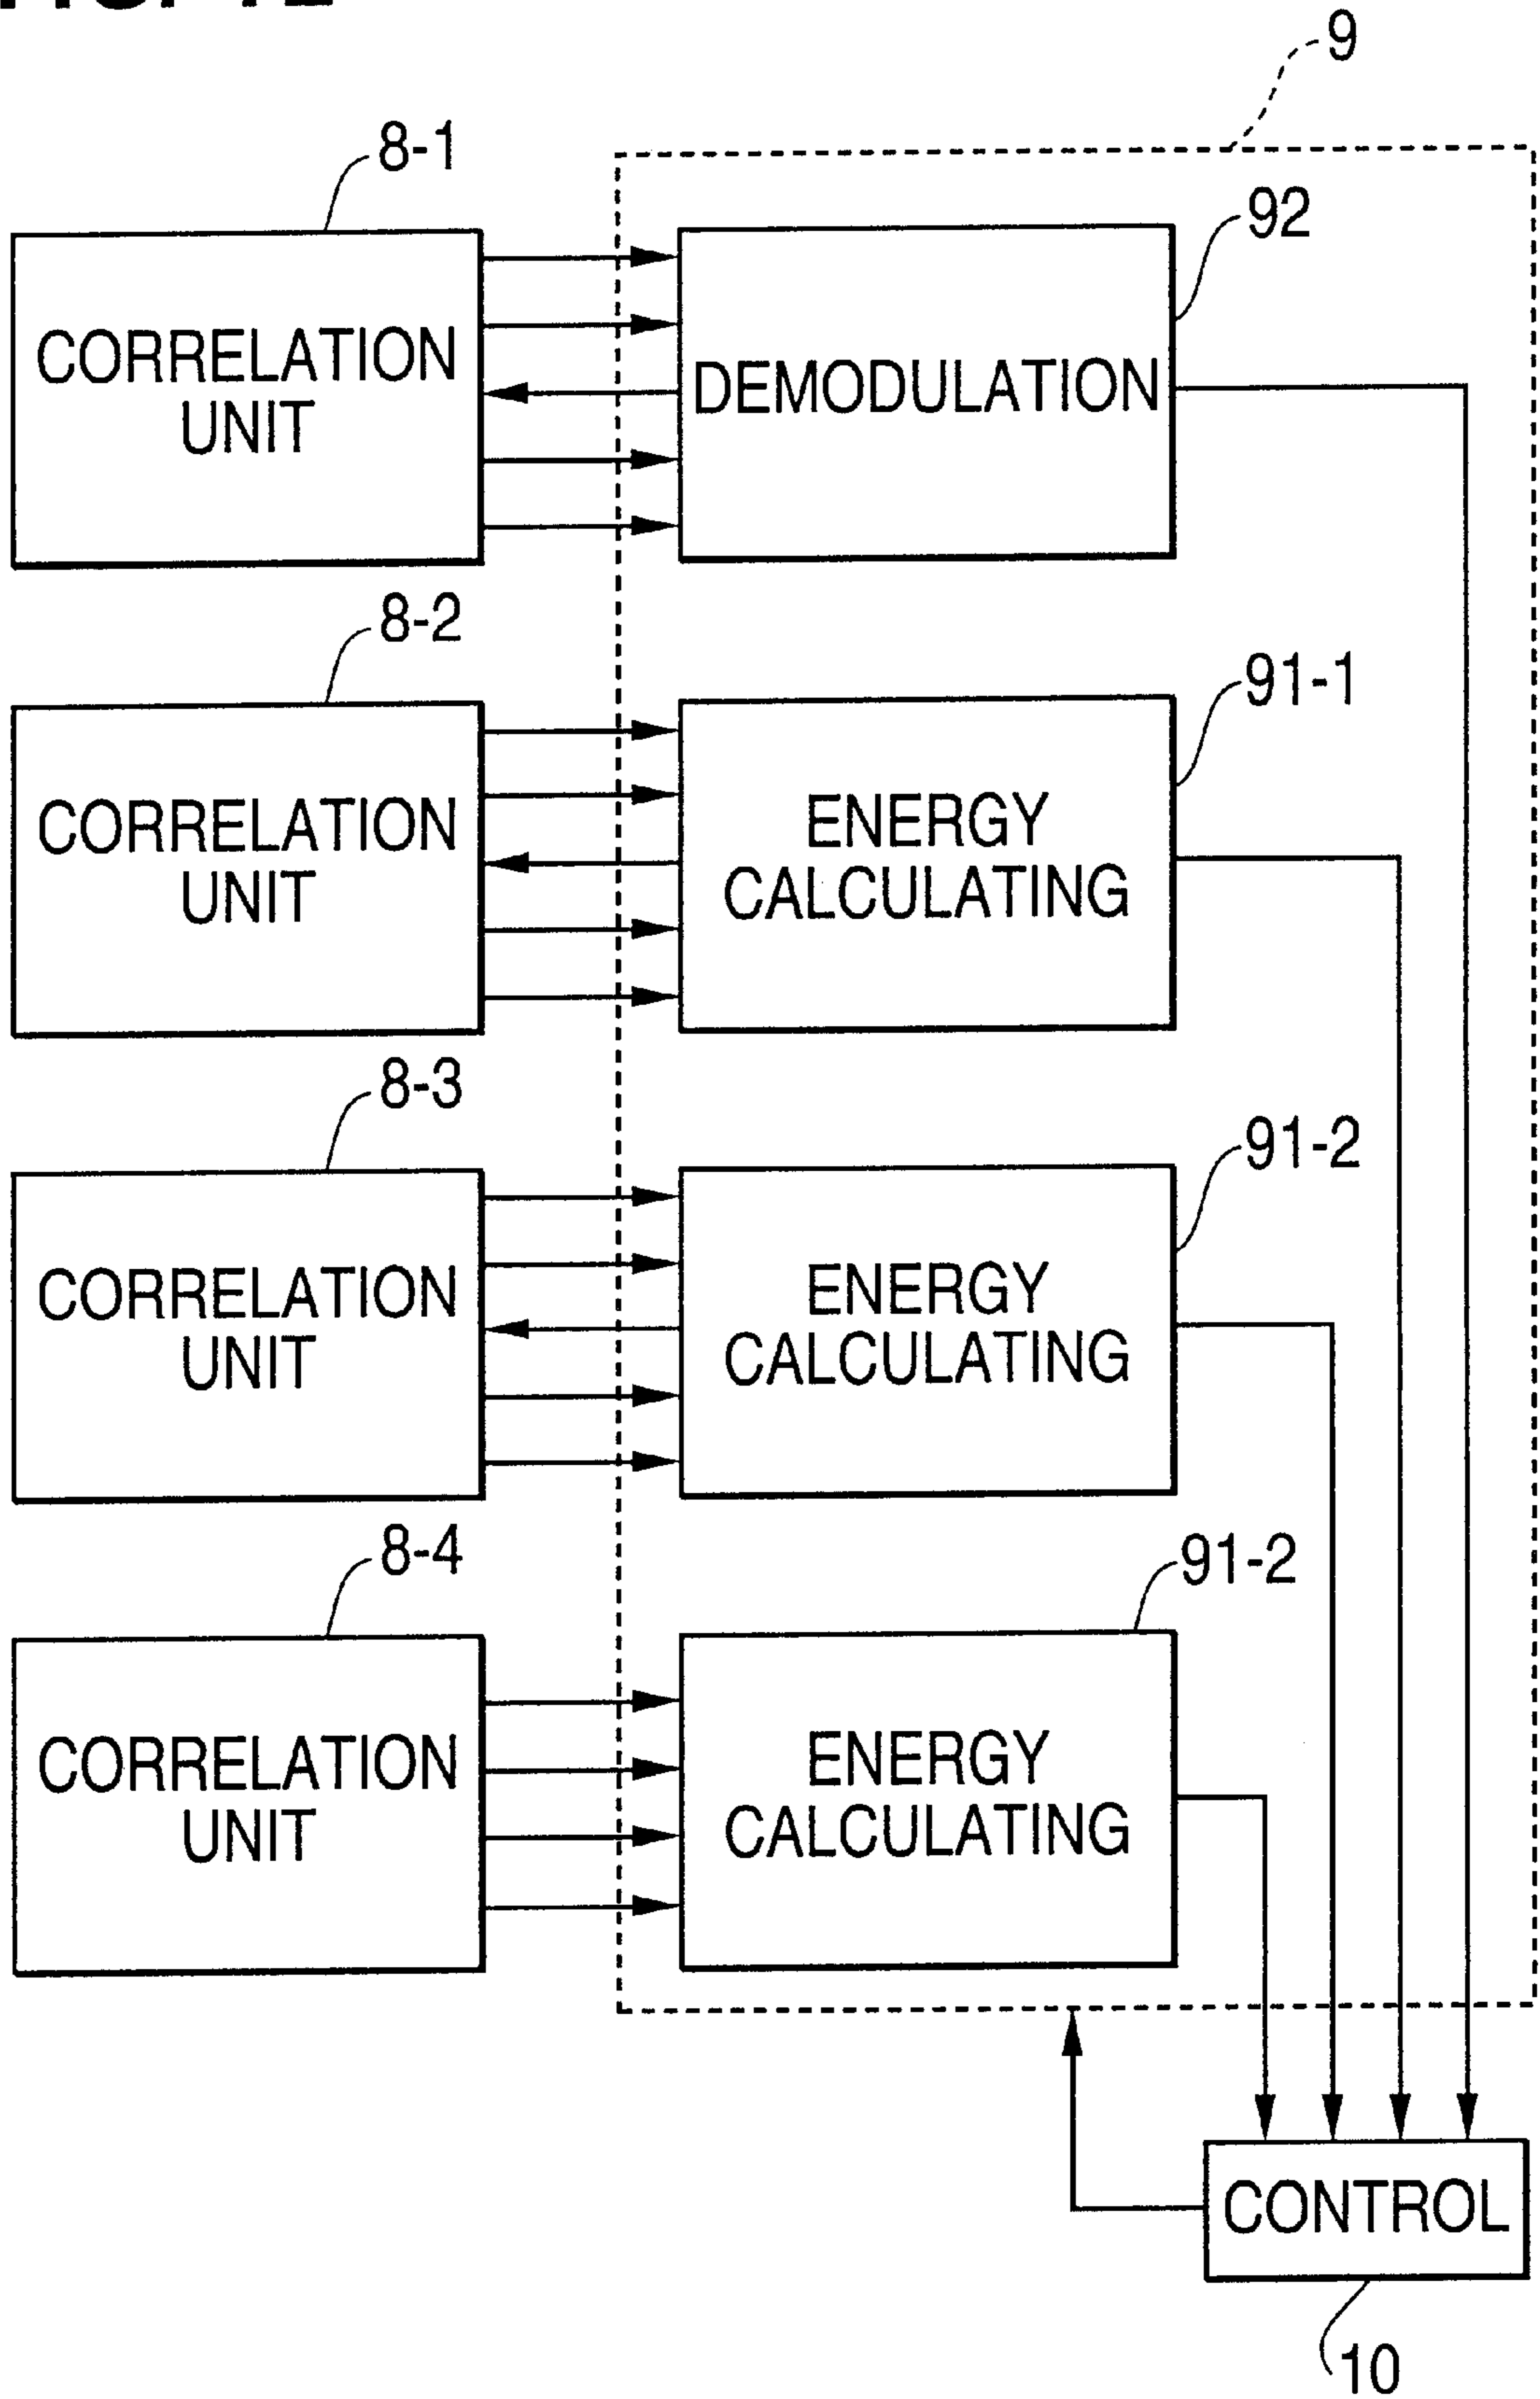 9
8-1
92
CORRELATION
UNIT
DEMODULATION
8-2
91-1
CORRELATION
UNIT
ENERGY
CALCULATING
8-3
91-2
CORRELATION
UNIT
ENERGY
CALCULATING
8-4
91-2
CORRELATION
UNIT
ENERGY
CALCULATING
CONTROL
10